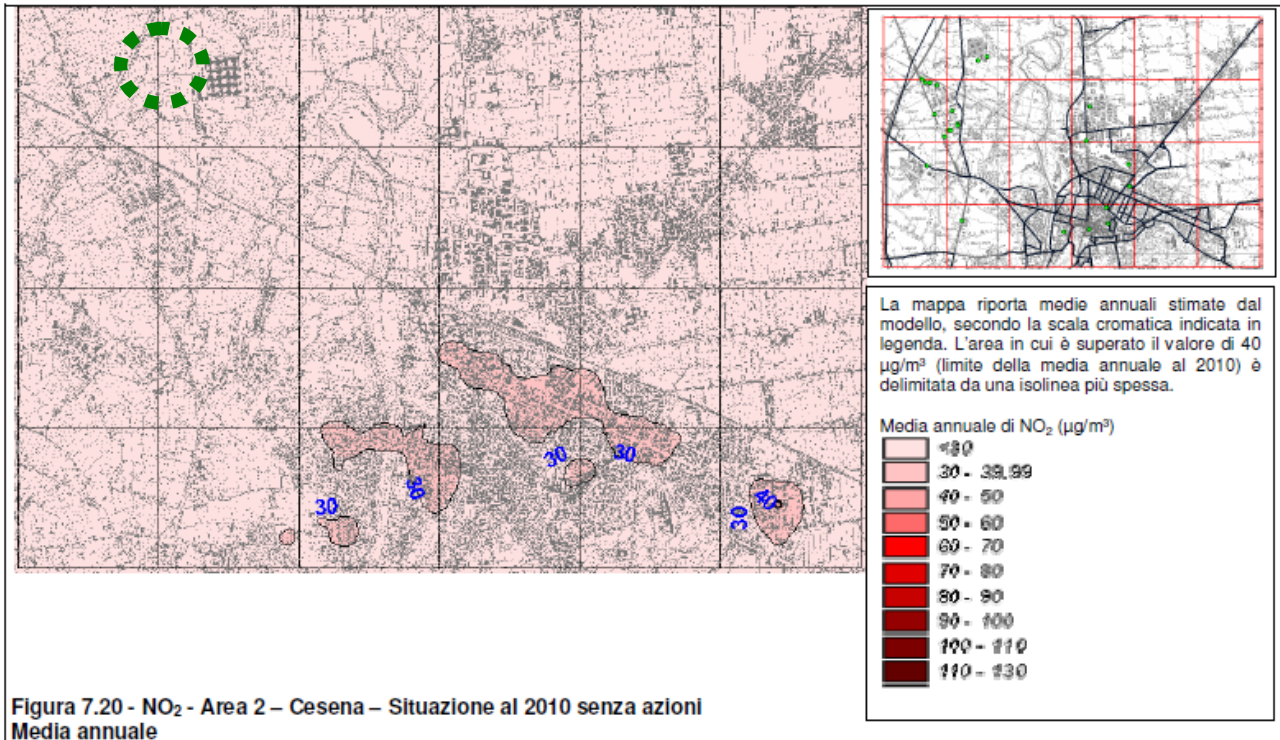 30
30
30
30
30
40
La mappa riporta medie annuali stimate dal
modello, secondo la scala cromatica indicata in
legenda. L'area in cui è superato il valore di 40
µg/m³ (limite della media annuale al 2010) è
delimitata da una isolinea più spessa.
Media annuale di NO₂ (µg/m³)
<30
30 - 39.99
40 - 50
50 - 60
60 - 70
70 - 80
80 - 90
90 - 100
100 - 110
110 - 130
Figura 7.20 - NO₂ - Area 2 – Cesena – Situazione al 2010 senza azioni
Media annuale